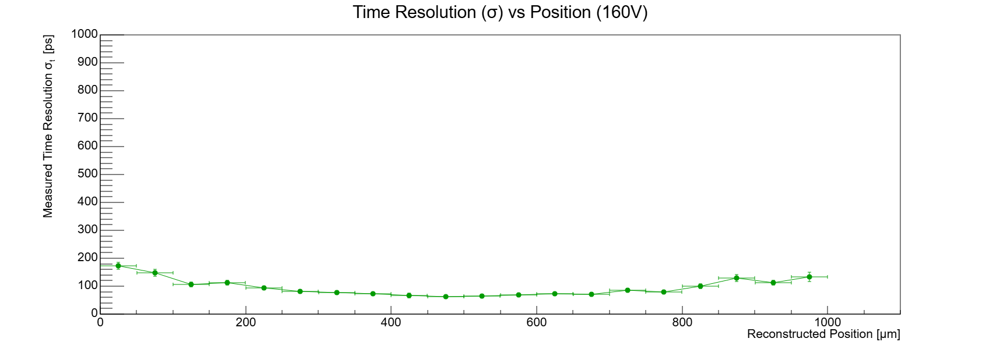 Time Resolution (σ) vs Position (160V)
Measured Time Resolution σt [ps]
1000
900
800
700
600
500
400
300
200
100
0
0 200 400 600 800 1000
Reconstructed Position [μm]